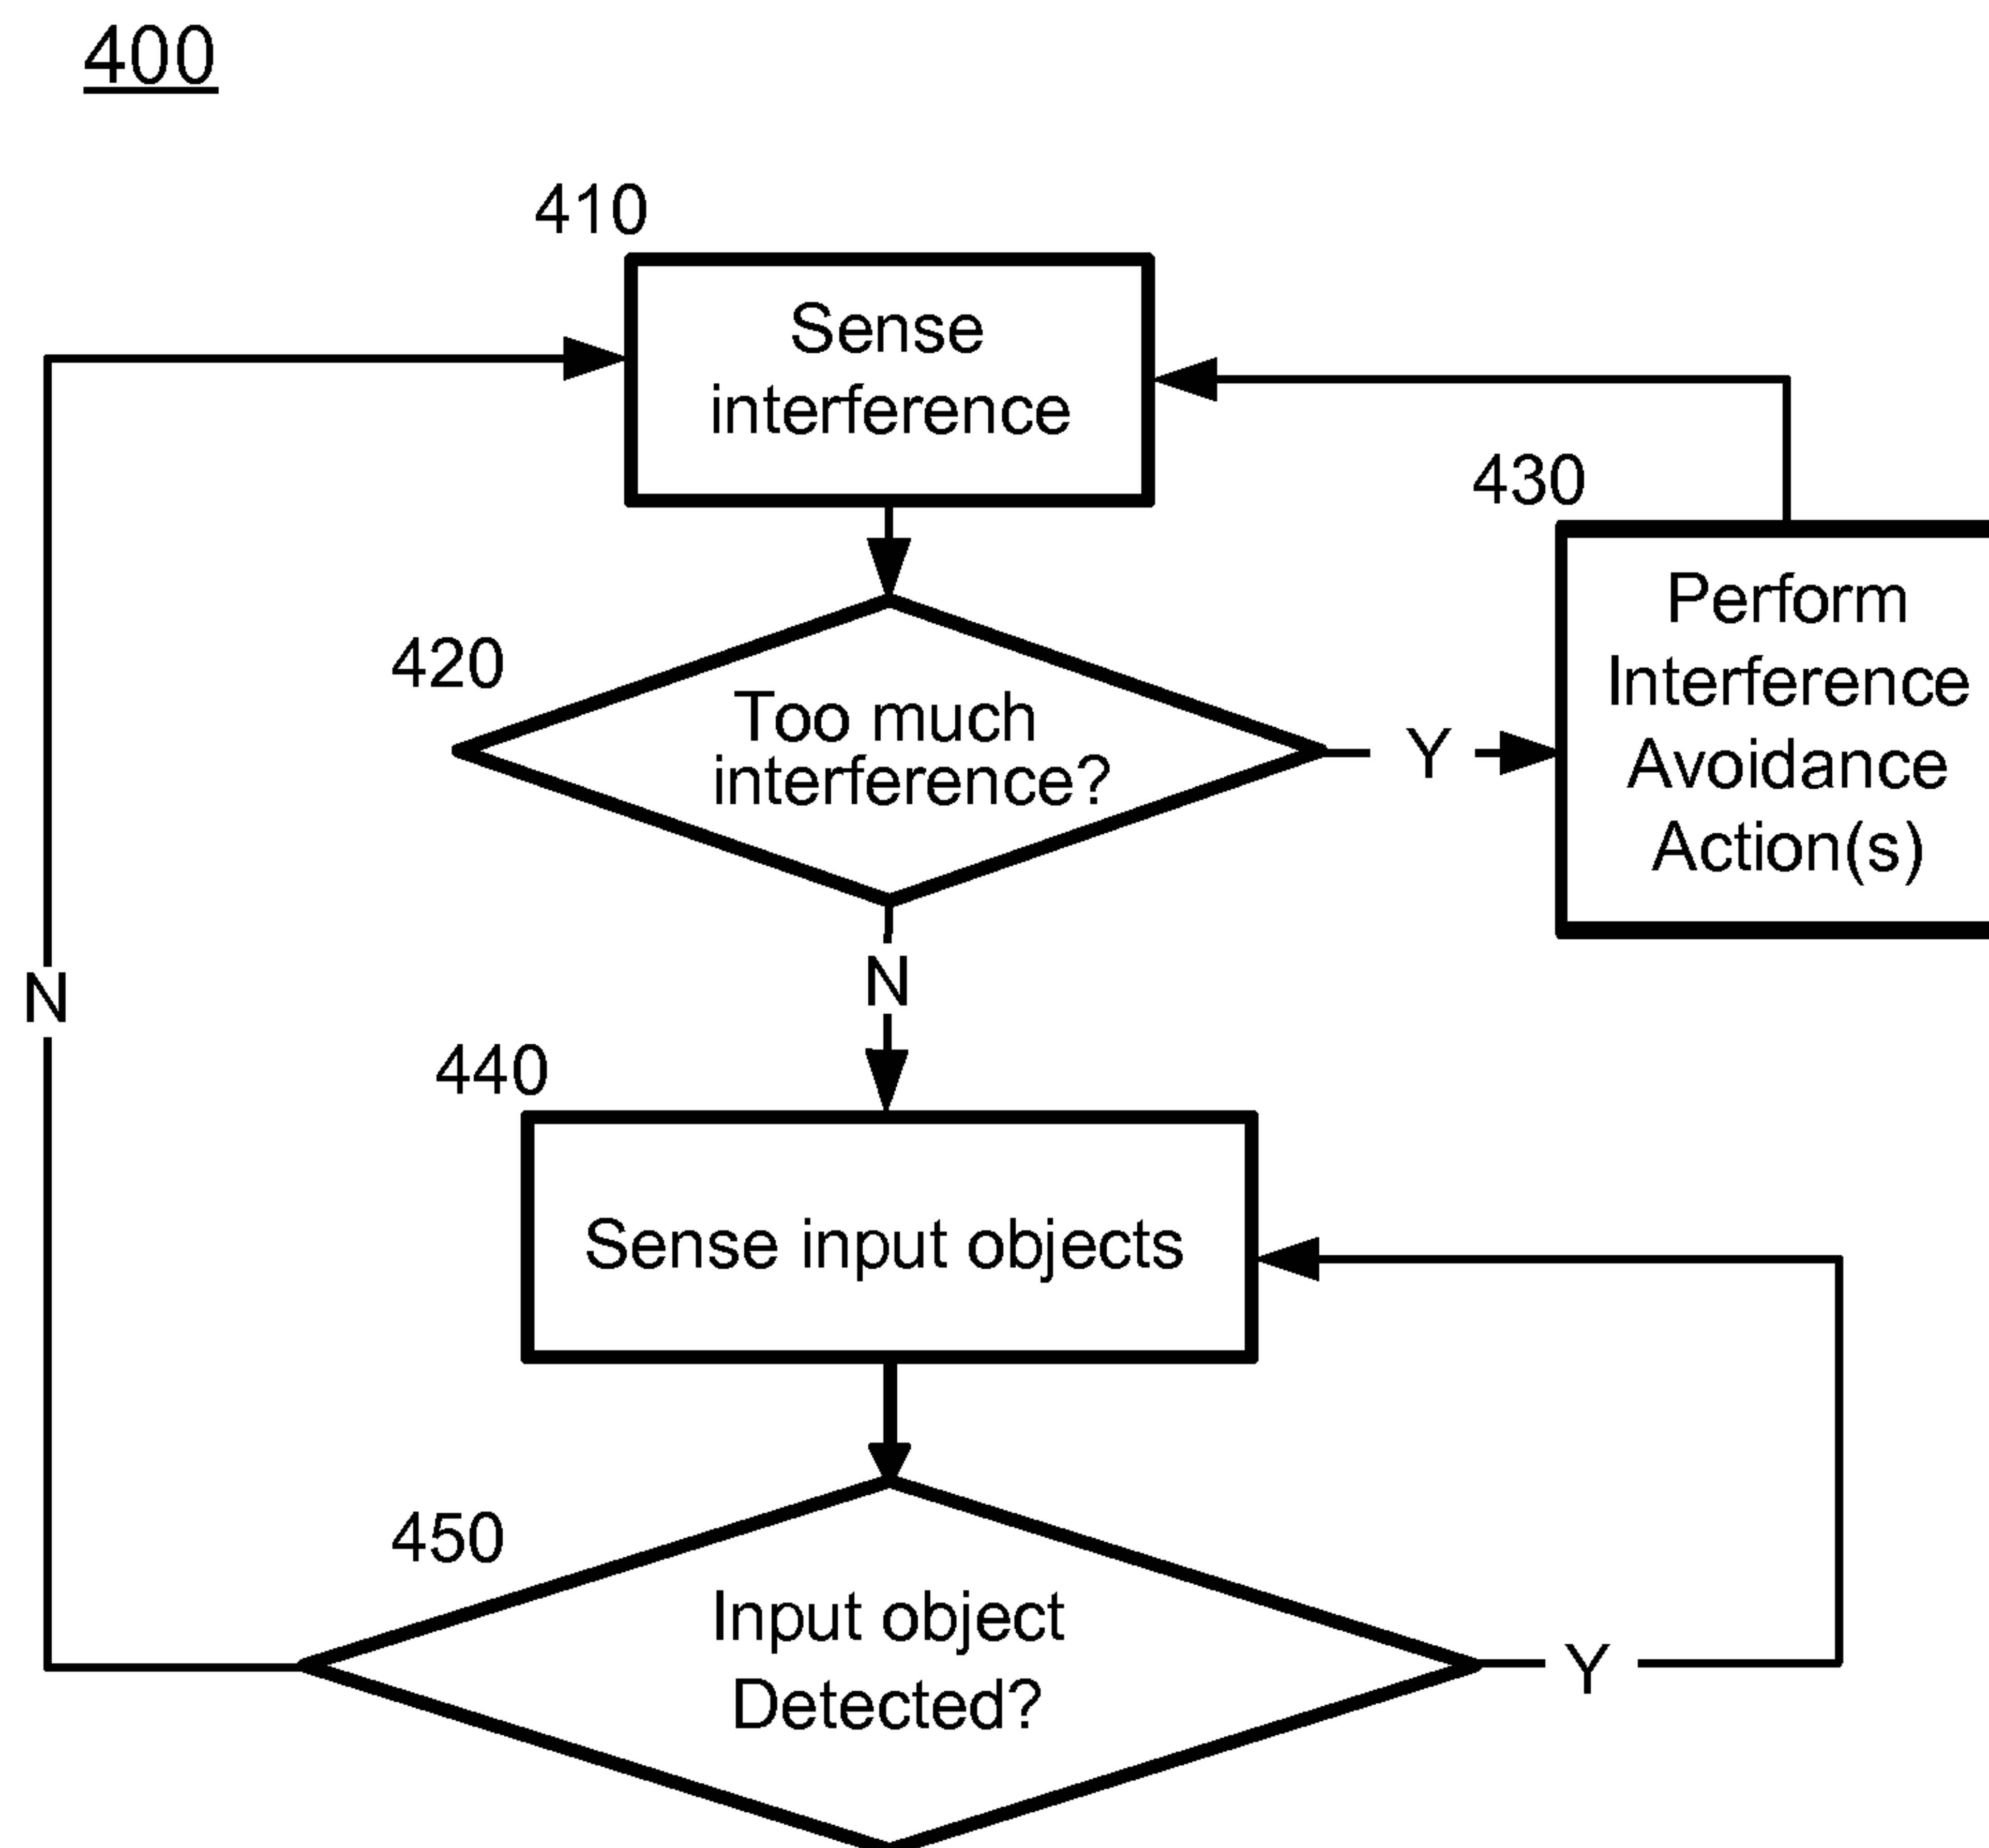 400
410
Sense
interference
430
Perform
Interference
Avoidance
Action(s)
420
Too much
interference?
Y
N
N
440
Sense input objects
450
Input object
Detected?
Y